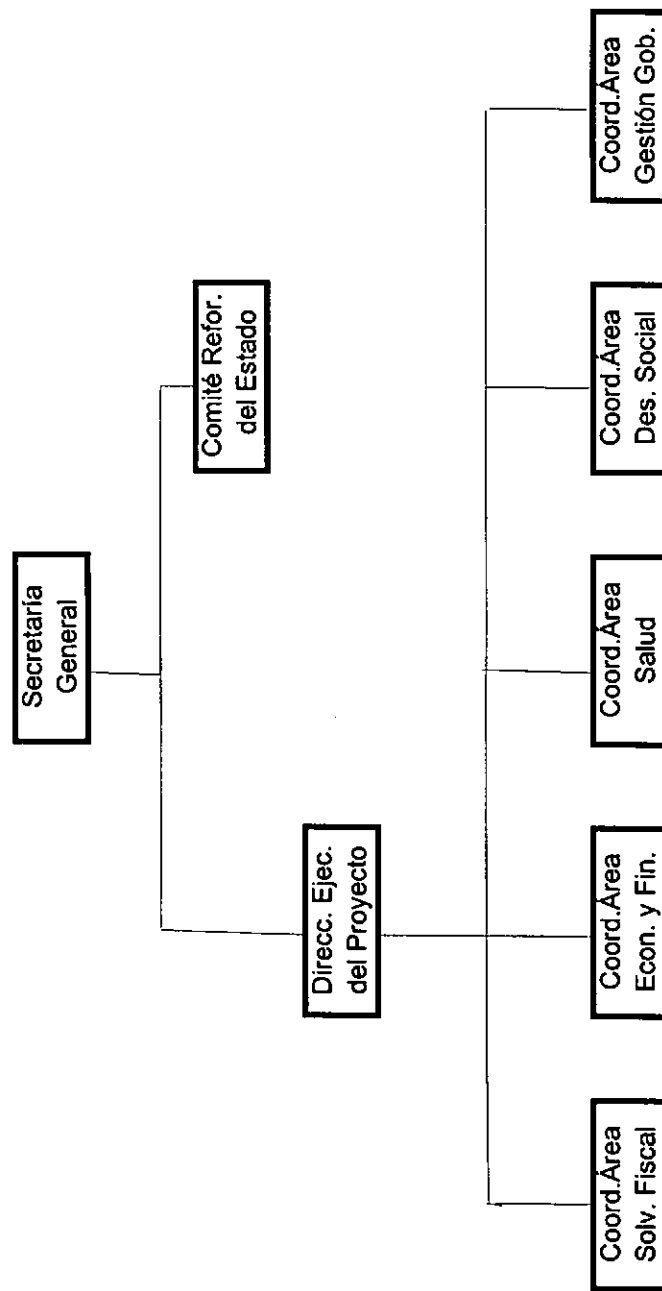 Secretaría
General
Comité Refor.
del Estado
Direcc. Ejec.
del Proyecto
Coord.Área
Solv. Fiscal
Coord.Área
Econ. y Fin.
Coord.Área
Salud
Coord.Área
Des. Social
Coord.Área
Gestión Gob.